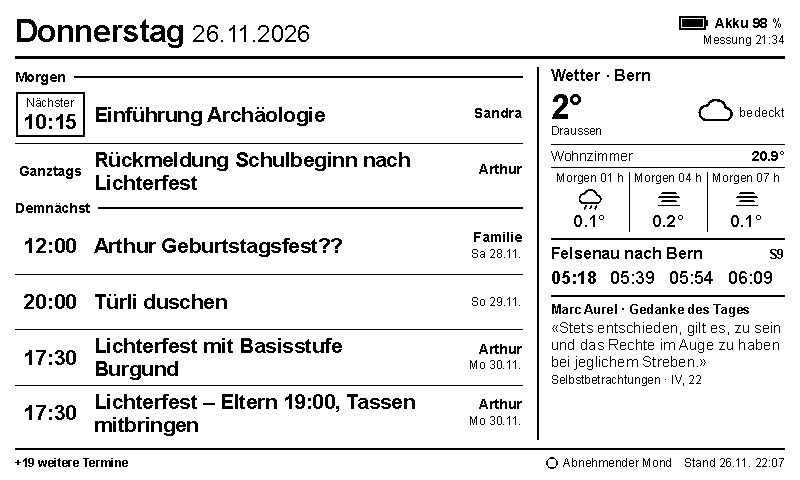 Donnerstag 26.11.2026
Akku 98 %
Messung 21:34
Morgen
Nächster
10:15 Einführung Archäologie Sandra
Ganztags Rückmeldung Schulbeginn nach
Lichterfest
Arthur
Demnächst
12:00 Arthur Geburtstagsfest?? Familie
Sa 28.11.
20:00 Türli duschen So 29.11.
17:30 Lichterfest mit Basisstufe
Burgund
Arthur
Mo 30.11.
17:30 Lichterfest – Eltern 19:00, Tassen
mitbringen
Arthur
Mo 30.11.
Wetter · Bern
2°
Draussen
bedeckt
Wohnzimmer 20.9°
Morgen 01 h Morgen 04 h Morgen 07 h
0.1° 0.2° 0.1°
Felsenau nach Bern S9
05:18 05:39 05:54 06:09
Marc Aurel · Gedanke des Tages
«Stets entschieden, gilt es, zu sein
und das Rechte im Auge zu haben
bei jeglichem Streben.»
Selbstbetrachtungen · IV, 22
+19 weitere Termine
Abnehmender Mond Stand 26.11. 22:07